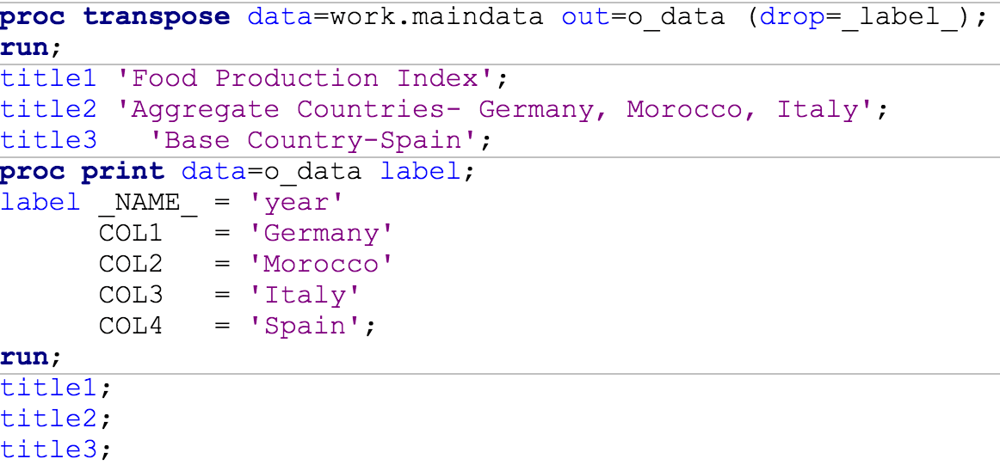 proc transpose data=work.maindata out=o_data (drop=_label_);
run;
title1 'Food Production Index';
title2 'Aggregate Countries- Germany, Morocco, Italy';
title3   'Base Country-Spain';
proc print data=o_data label;
label _NAME_ = 'year'
      COL1   = 'Germany'
      COL2   = 'Morocco'
      COL3   = 'Italy'
      COL4   = 'Spain';
run;
title1;
title2;
title3;